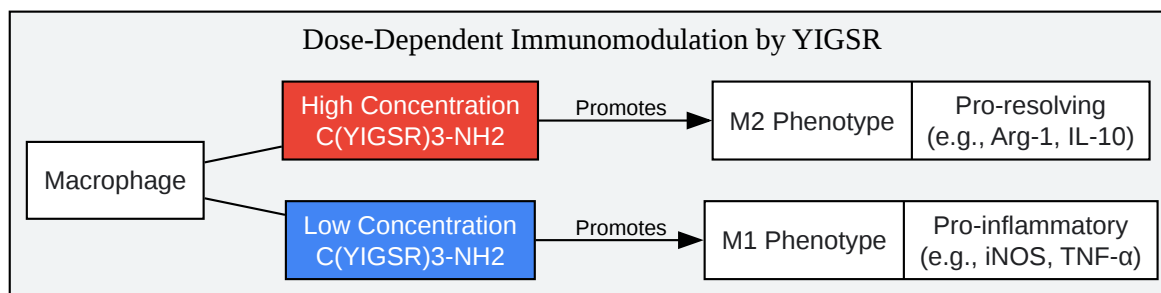 Dose-Dependent Immunomodulation by YIGSR
Macrophage
High Concentration
C(YIGSR)3-NH2
Promotes
M2 Phenotype
Pro-resolving
(e.g., Arg-1, IL-10)
Low Concentration
C(YIGSR)3-NH2
Promotes
M1 Phenotype
Pro-inflammatory
(e.g., iNOS, TNF-α)